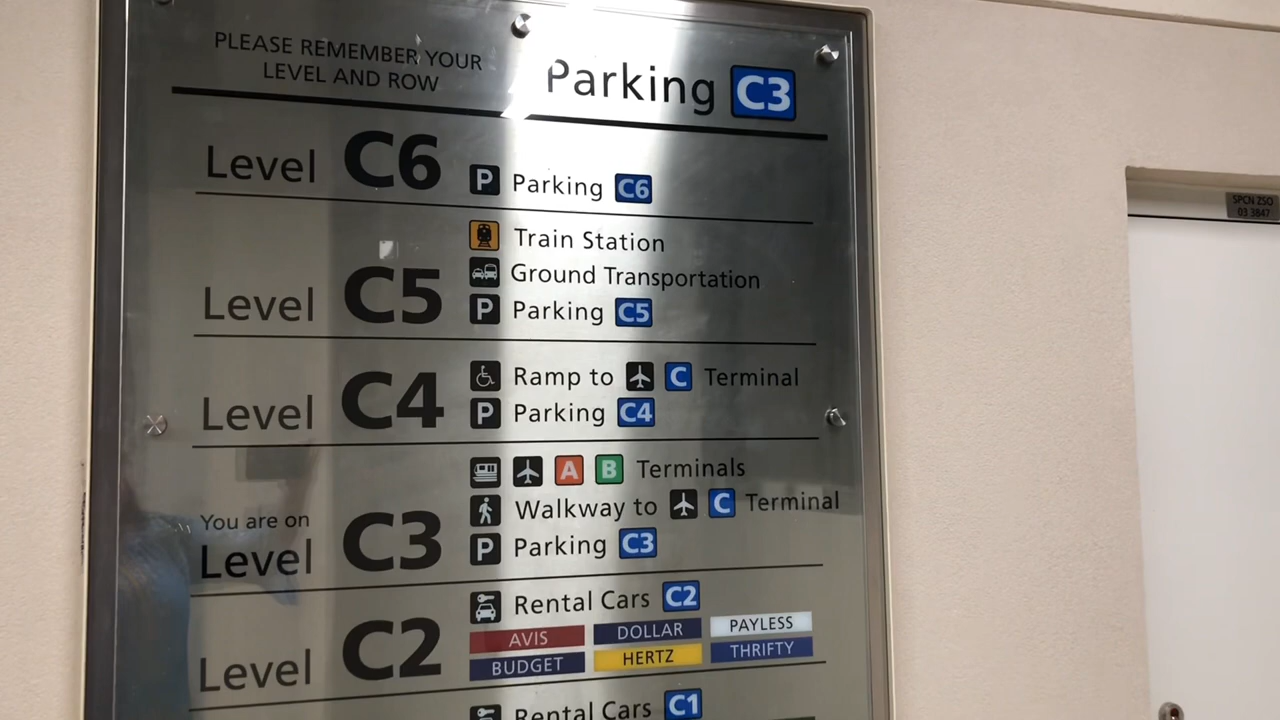 PLEASE REMEMBER YOUR
LEVEL AND ROW
Parking C3
Level C6
P Parking C6
Level C5
Train Station
Ground Transportation
P Parking C5
Level C4
Ramp to C Terminal
P Parking C4
You are on
Level C3
A B Terminals
Walkway to C Terminal
P Parking C3
Level C2
Rental Cars C2
AVIS DOLLAR PAYLESS
BUDGET HERTZ THRIFTY
Rental Cars C1
SPCN ZSO
03 3847